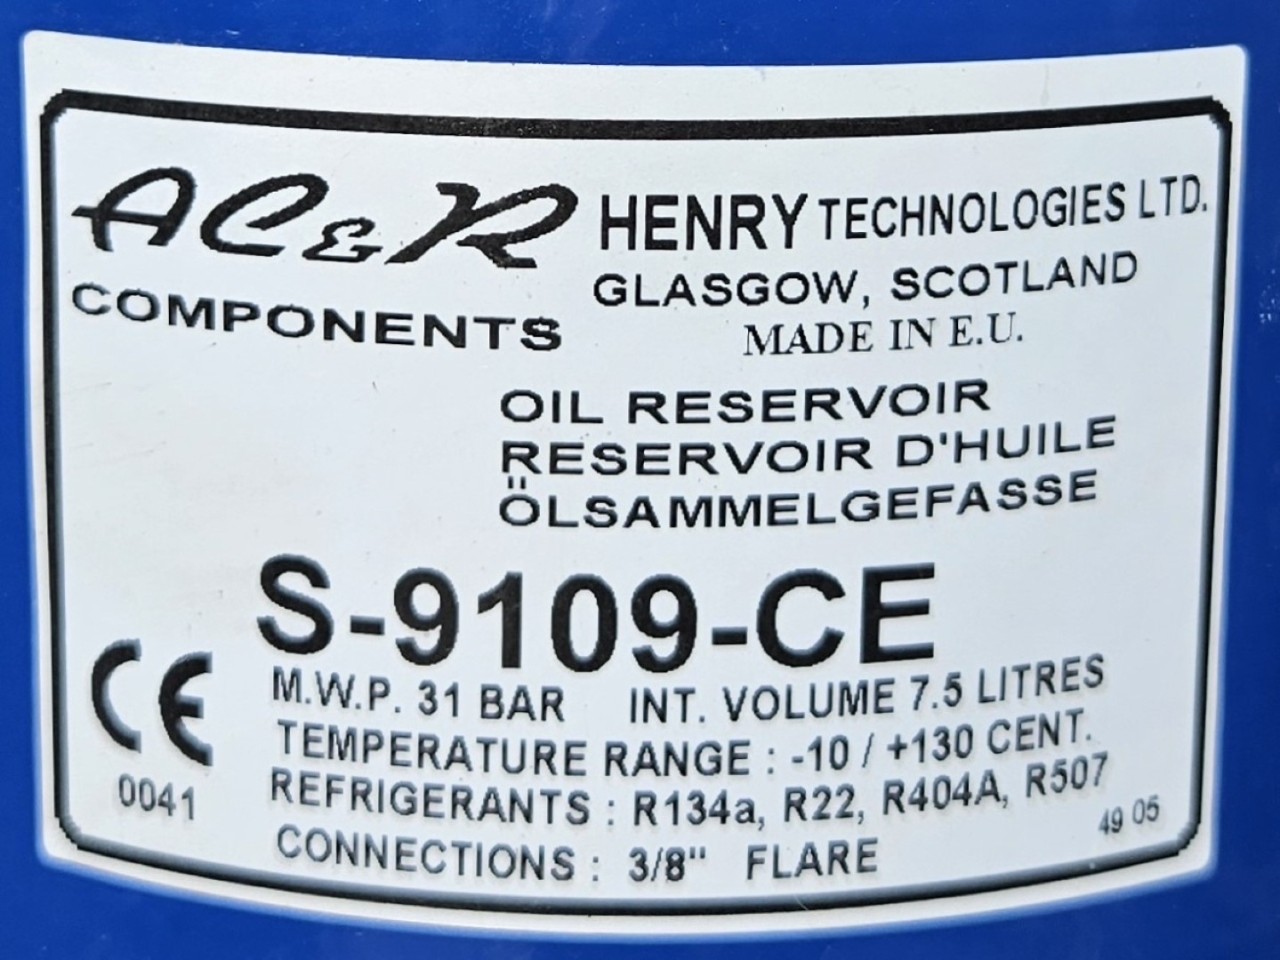 AC&R
COMPONENTS
HENRY TECHNOLOGIES LTD.
GLASGOW, SCOTLAND
MADE IN E.U.
OIL RESERVOIR
RESERVOIR D'HUILE
ÖLSAMMELGEFASSE
S-9109-CE
M.W.P. 31 BAR INT. VOLUME 7.5 LITRES
TEMPERATURE RANGE : -10 / +130 CENT.
REFRIGERANTS : R134a, R22, R404A, R507
CONNECTIONS : 3/8" FLARE
CE
0041
49 05